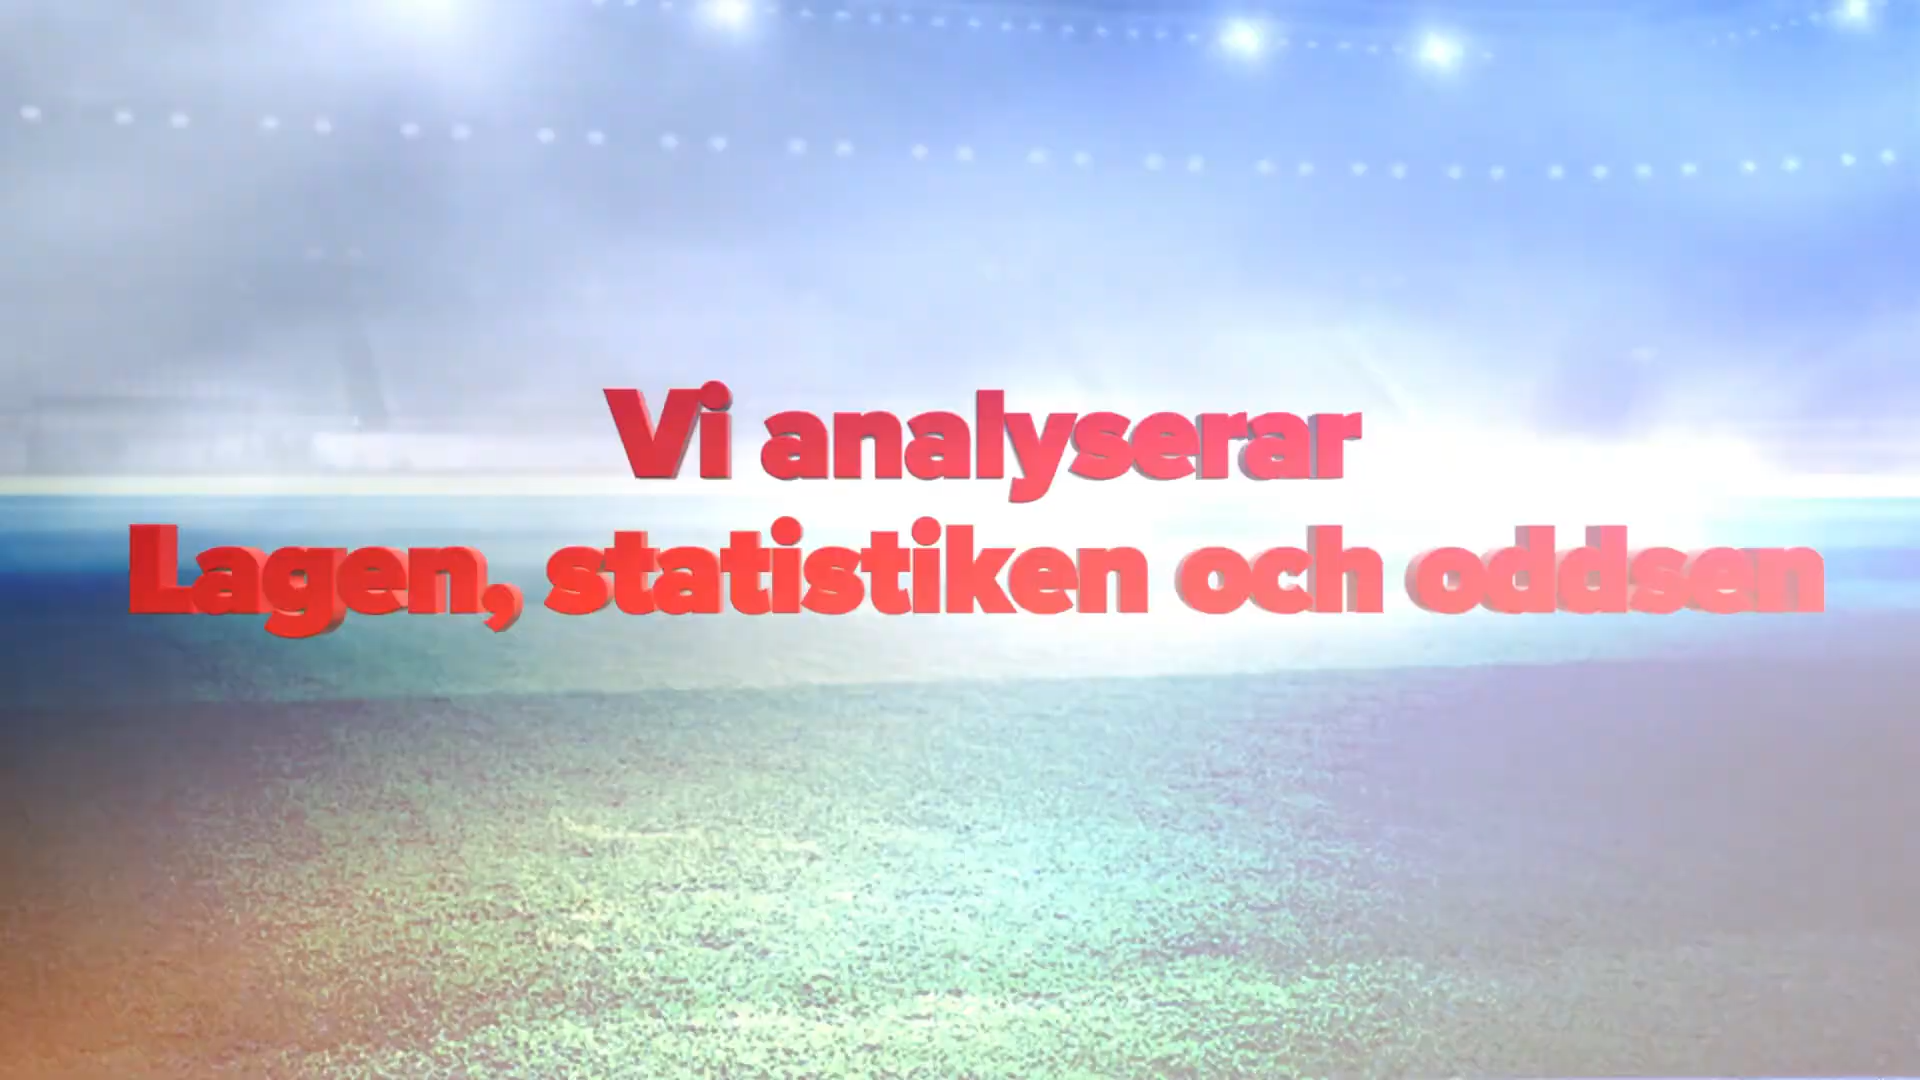 Vi analyserar
Lagen, statistiken och oddsen